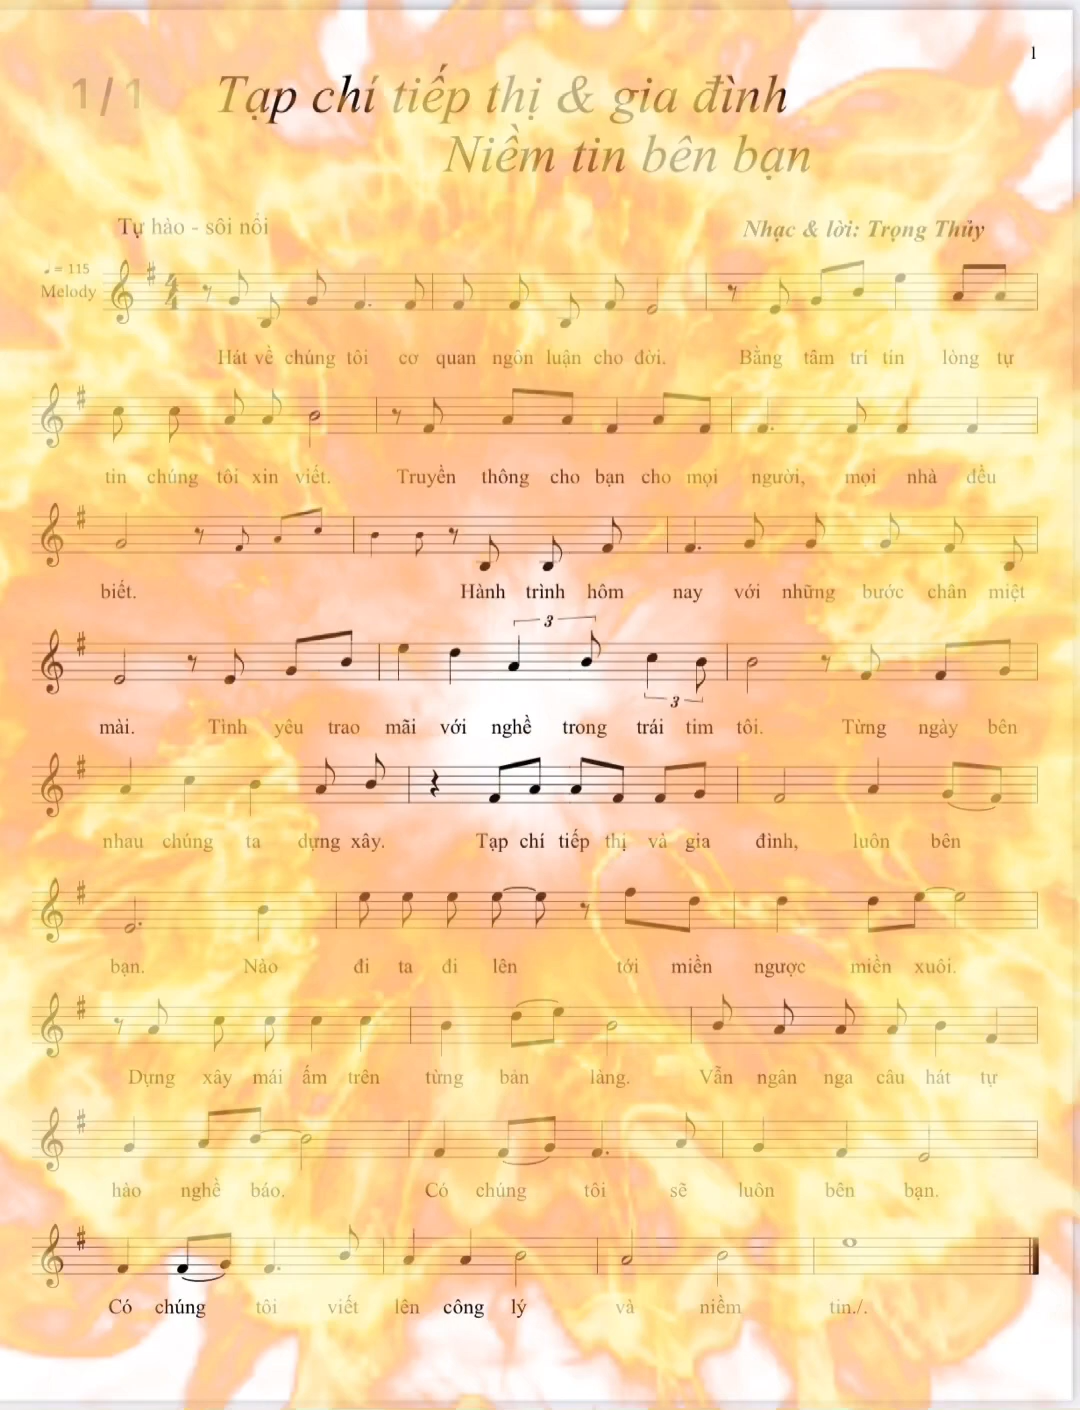 1
1 / 1
Tạp chí tiếp thị & gia đình
Niềm tin bên bạn
Tự hào - sôi nổi
Nhạc & lời: Trọng Thủy
♩ = 115
Melody
Hát về chúng tôi cơ quan ngôn luận cho đời. Bằng tâm trí tín lòng tự
tin chúng tôi xin viết. Truyền thông cho bạn cho mọi người, mọi nhà đều
biết. Hành trình hôm nay với những bước chân miệt
3
mài. Tình yêu trao mãi với nghề trong trái tim tôi. Từng ngày bên
3
nhau chúng ta dựng xây. Tạp chí tiếp thị và gia đình, luôn bên
bạn. Nào đi ta đi lên tới miền ngược miền xuôi.
Dựng xây mái ấm trên từng bản làng. Vẫn ngân nga câu hát tự
hào nghề báo. Có chúng tôi sẽ luôn bên bạn.
Có chúng tôi viết lên công lý và niềm tin./.